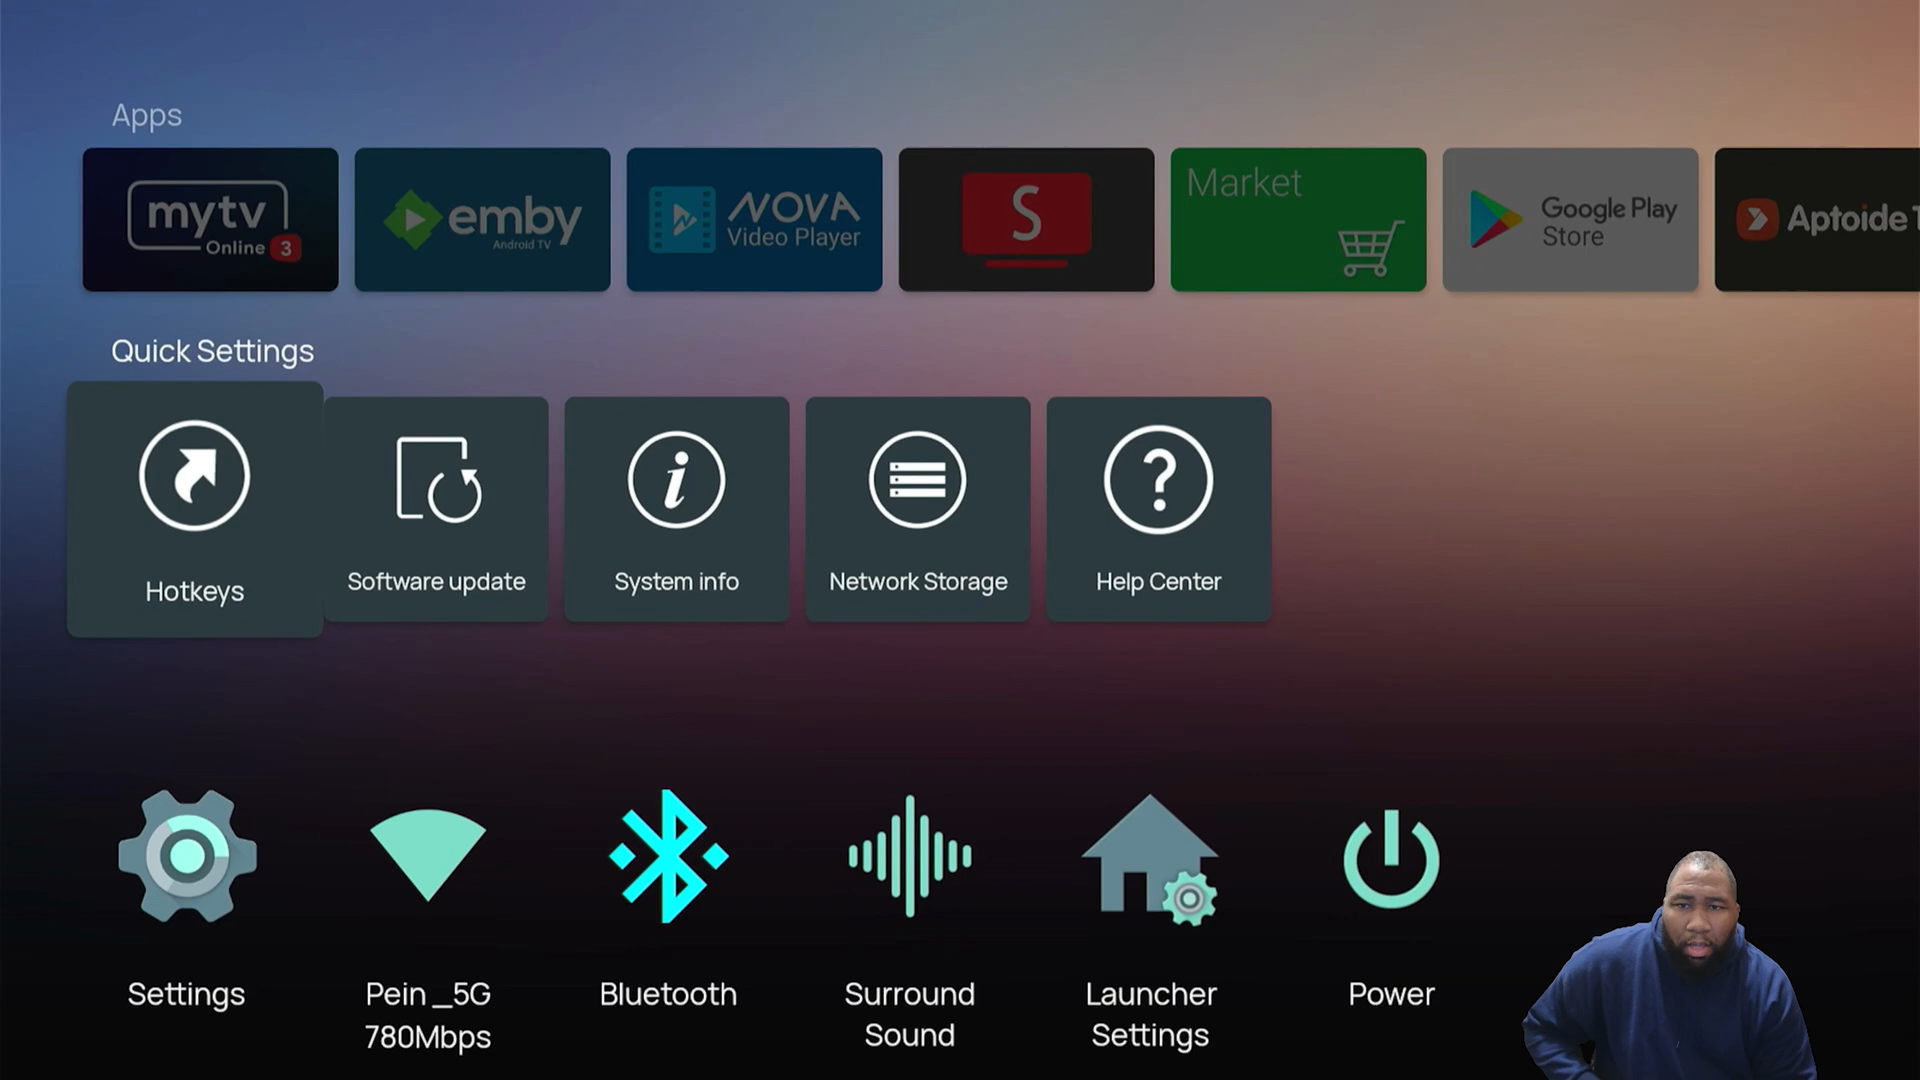 Apps
mytv
Online 3
emby
Android TV
NOVA
Video Player
S
Market
Google Play
Store
Aptoide T
Quick Settings
Hotkeys
Software update
System info
Network Storage
Help Center
Settings
Pein _5G
780Mbps
Bluetooth
Surround
Sound
Launcher
Settings
Power